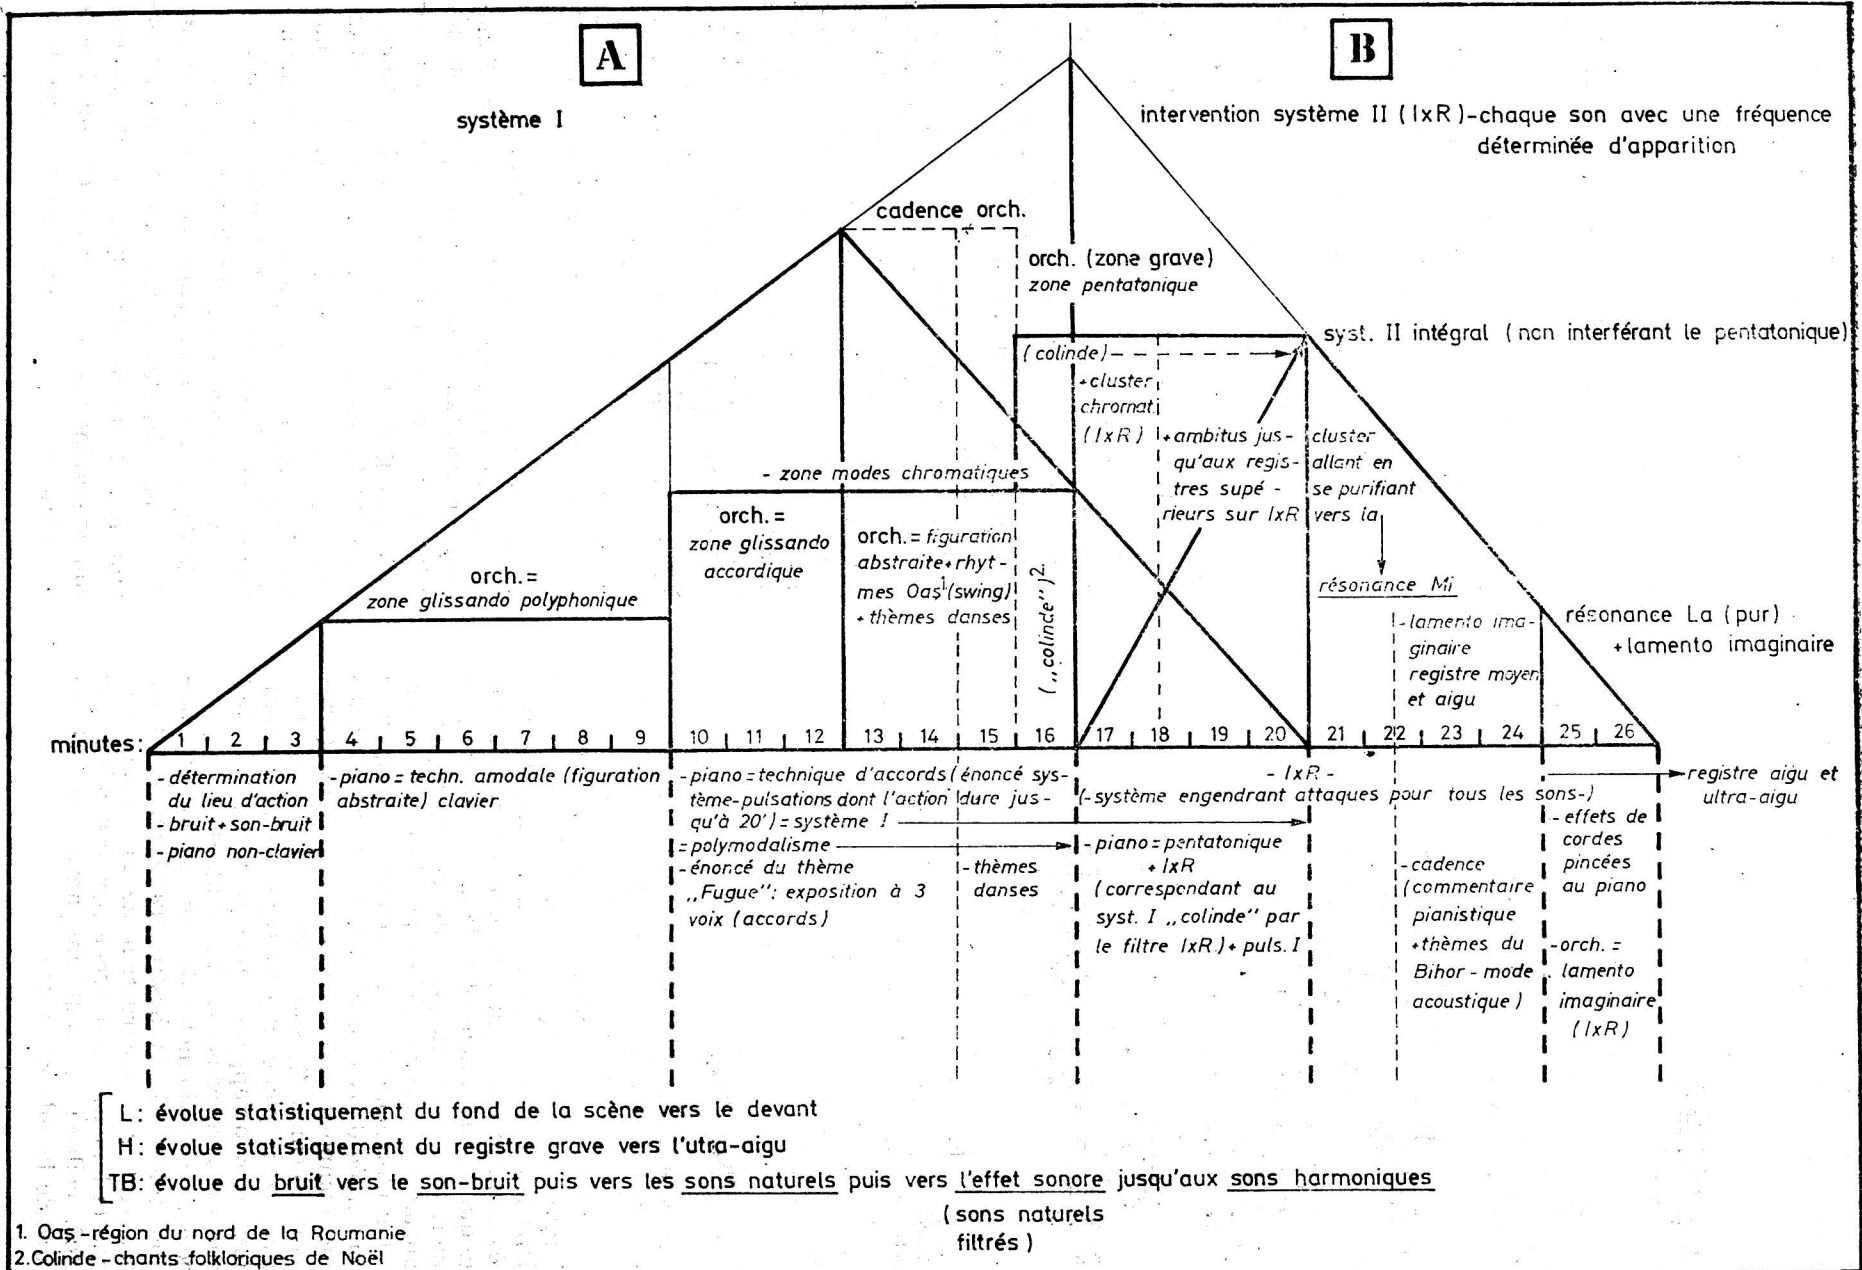 A
B
système I
intervention système II (IxR)-chaque son avec une fréquence
déterminée d'apparition
cadence orch.
orch. (zone grave)
zone pentatonique
syst. II intégral (non interférant le pentatonique)
(colinde)
+cluster
chromat.
(IxR)
+ambitus jus-
qu'aux regis-
tres supé-
rieurs sur IxR
cluster
allant en
se purifiant
vers la
résonance Mi
- zone modes chromatiques
orch. =
zone glissando
accordique
orch. = figuration
abstraite+rhyt-
mes Oaș¹(swing)
+ thèmes danses
(„colinde")2.
orch. =
zone glissando polyphonique
-lamento ima-
ginaire
registre moyen
et aigu
résonance La (pur)
+lamento imaginaire
minutes: 1 2 3 4 5 6 7 8 9 10 11 12 13 14 15 16 17 18 19 20 21 22 23 24 25 26
- détermination
du lieu d'action
- bruit+son-bruit
- piano non-clavier
-piano = techn. amodale (figuration
abstraite) clavier
-piano = technique d'accords (énoncé sys-
tème-pulsations dont l'action dure jus-
qu'à 20') = système I
=polymodalisme
-énoncé du thème
„Fugue": exposition à 3
voix (accords)
-thèmes
danses
- IxR -
(-système engendrant attaques pour tous les sons-)
-piano = pentatonique
+ IxR
(correspondant au
syst. I „colinde" par
le filtre IxR)+ puls. I
-cadence
(commentaire
pianistique
+thèmes du
Bihor - mode
acoustique)
registre aigu et
ultra-aigu
-effets de
cordes
pincées
au piano
-orch. =
lamento
imaginaire
(IxR)
L: évolue statistiquement du fond de la scène vers le devant
H: évolue statistiquement du registre grave vers l'utra-aigu
TB: évolue du bruit vers le son-bruit puis vers les sons naturels puis vers l'effet sonore jusqu'aux sons harmoniques
(sons naturels
filtrés)
1. Oaș-région du nord de la Roumanie
2.Colinde-chants folkloriques de Noël